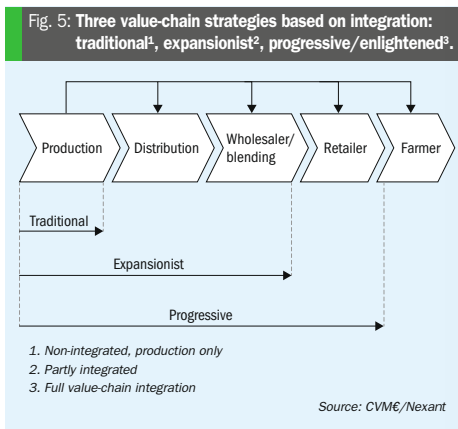 Fig. 5: Three value-chain strategies based on integration:
traditional¹, expansionist², progressive/enlightened³.
Production
Distribution
Wholesaler/
blending
Retailer
Farmer
Traditional
Expansionist
Progressive
1. Non-integrated, production only
2. Partly integrated
3. Full value-chain integration
Source: CVM€/Nexant